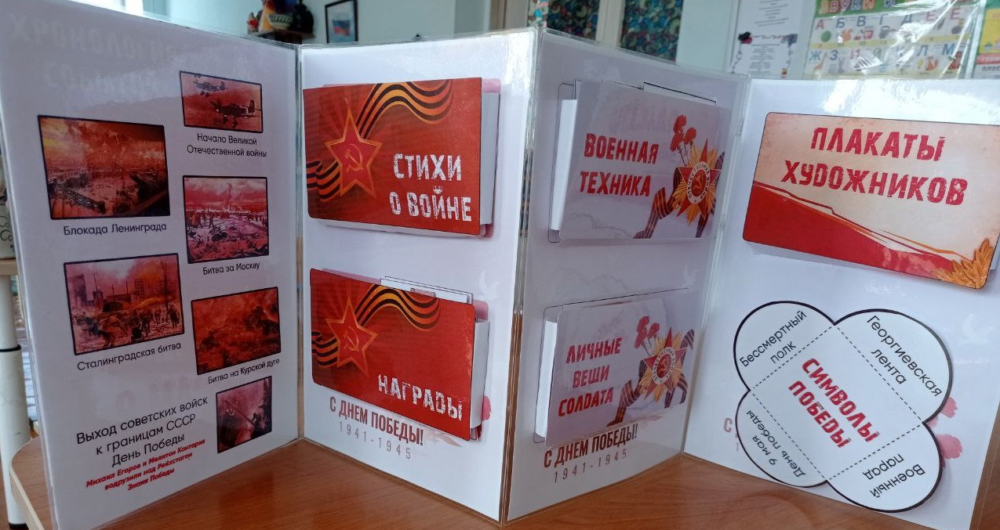 Начало Великой
Отечественной войны
Блокада Ленинграда
Битва за Москву
Сталинградская битва
Битва на Курской дуге
Выход советских войск
к границам СССР
День Победы
Михаил Егоров и Мелитон Кантария
водрузили над Рейхстагом
Знамя Победы
СТИХИ
О ВОЙНЕ
НАГРАДЫ
С ДНЕМ ПОБЕДЫ!
1941-1945
ВОЕННАЯ
ТЕХНИКА
ЛИЧНЫЕ
ВЕЩИ
СОЛДАТА
С ДНЕМ ПОБЕДЫ!
1941-1945
ПЛАКАТЫ
ХУДОЖНИКОВ
Бессмертный
полк
Георгиевская
лента
СИМВОЛЫ
ПОБЕДЫ
9 мая
День победы
Военный
парад
ЗВУКИ И
А Б В Г Д Е Ё
Ж З И Й К Л М